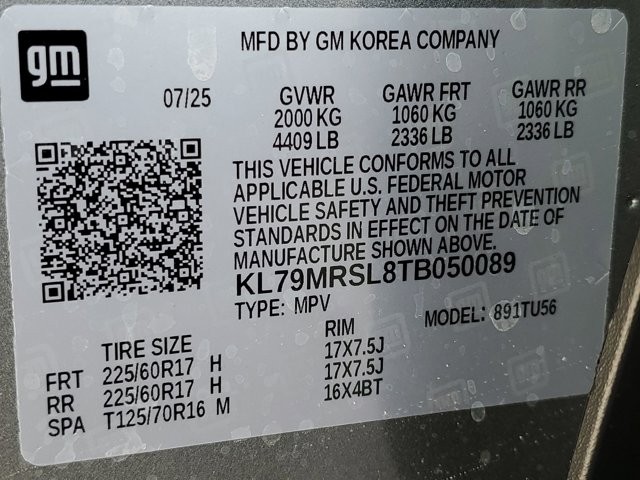 gm
MFD BY GM KOREA COMPANY
07/25 GVWR GAWR FRT GAWR RR
2000 KG 1060 KG 1060 KG
4409 LB 2336 LB 2336 LB
THIS VEHICLE CONFORMS TO ALL
APPLICABLE U.S. FEDERAL MOTOR
VEHICLE SAFETY AND THEFT PREVENTION
STANDARDS IN EFFECT ON THE DATE OF
MANUFACTURE SHOWN ABOVE.
KL79MRSL8TB050089
TYPE: MPV MODEL: 891TU56
TIRE SIZE RIM
FRT 225/60R17 H 17X7.5J
RR 225/60R17 H 17X7.5J
SPA T125/70R16 M 16X4BT